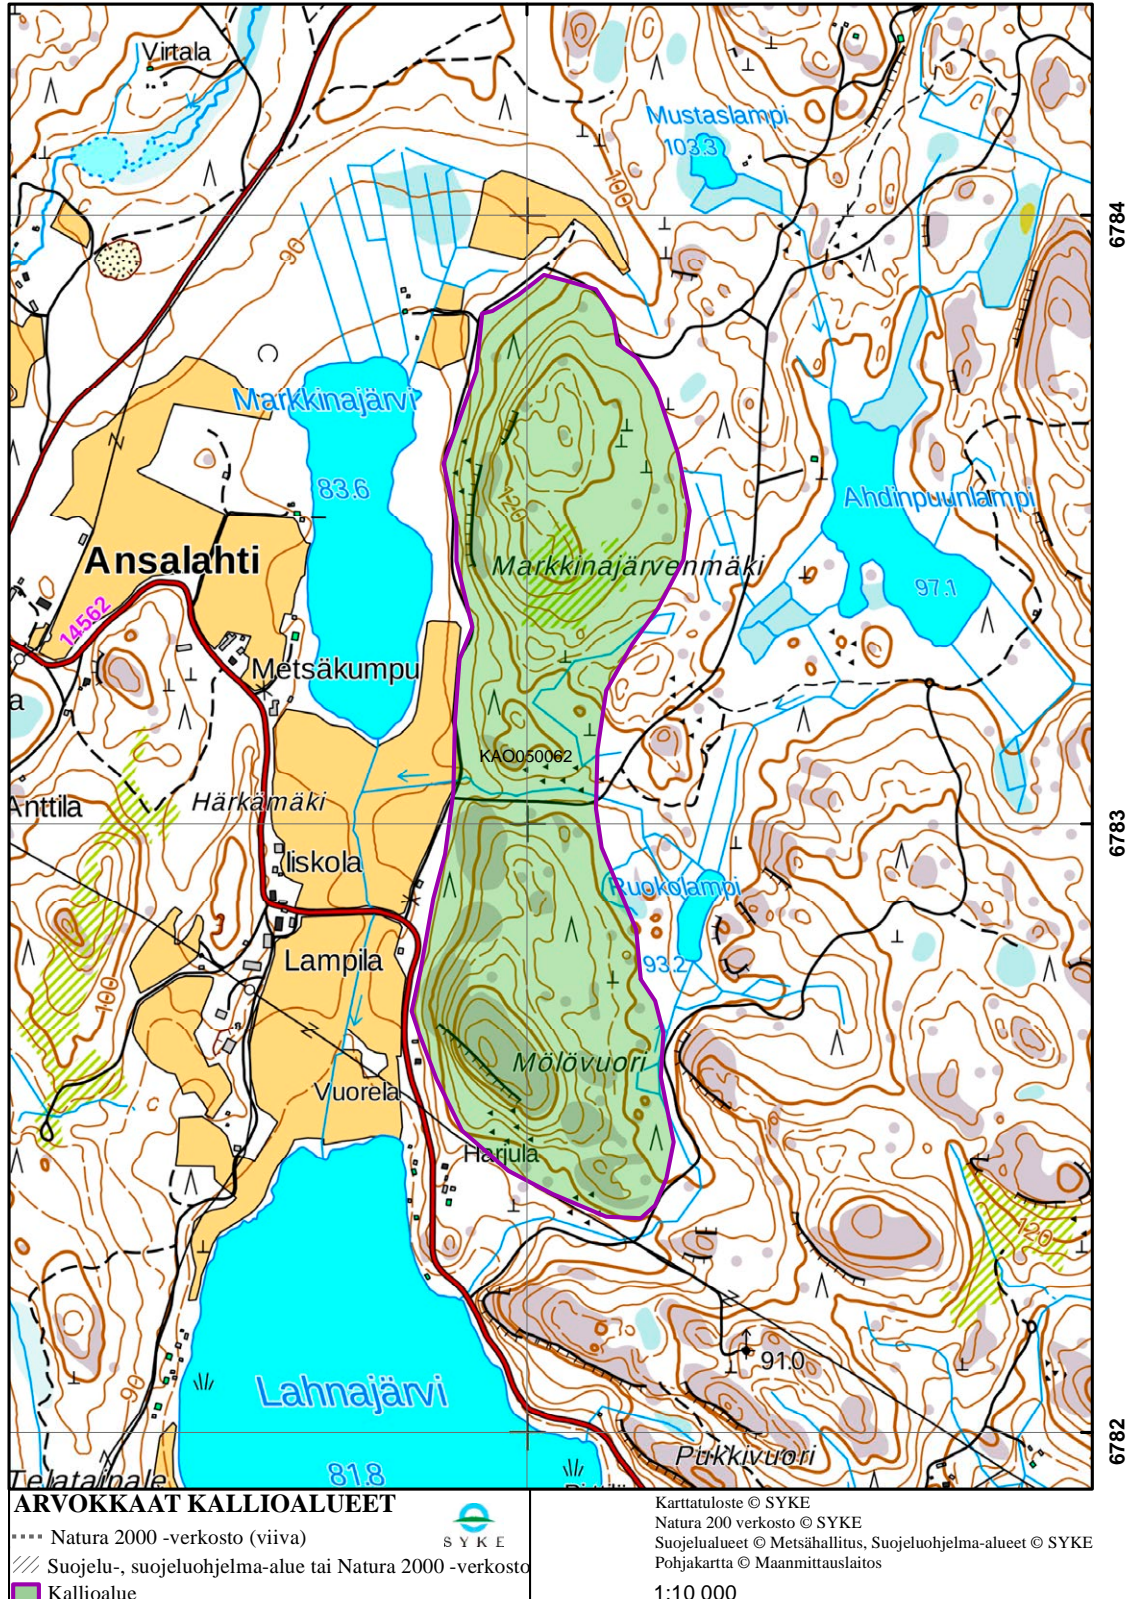 Virtala
Mustaslampi
103.3
100
6784
90
Markkinajärvi
83.6
120
Ahdinpuunlampi
97.1
Ansalahti
Markkinajärvenmäki
14562
Metsäkumpu
a
KAO050062
Anttila
Härkämäki
6783
Iiskola
Ruokolampi
Lampila
93.2
100
Mölövuori
Vuorela
Harjula
120
91.0
90
Lahnajärvi
Pukkivuori
6782
81.8
Telataipale
ARVOKKAAT KALLIOALUEET
Natura 2000 -verkosto (viiva)
SYKE
Suojelu-, suojeluohjelma-alue tai Natura 2000 -verkosto
Kallioalue
Karttatuloste © SYKE
Natura 200 verkosto © SYKE
Suojelualueet © Metsähallitus, Suojeluohjelma-alueet © SYKE
Pohjakartta © Maanmittauslaitos
1:10 000